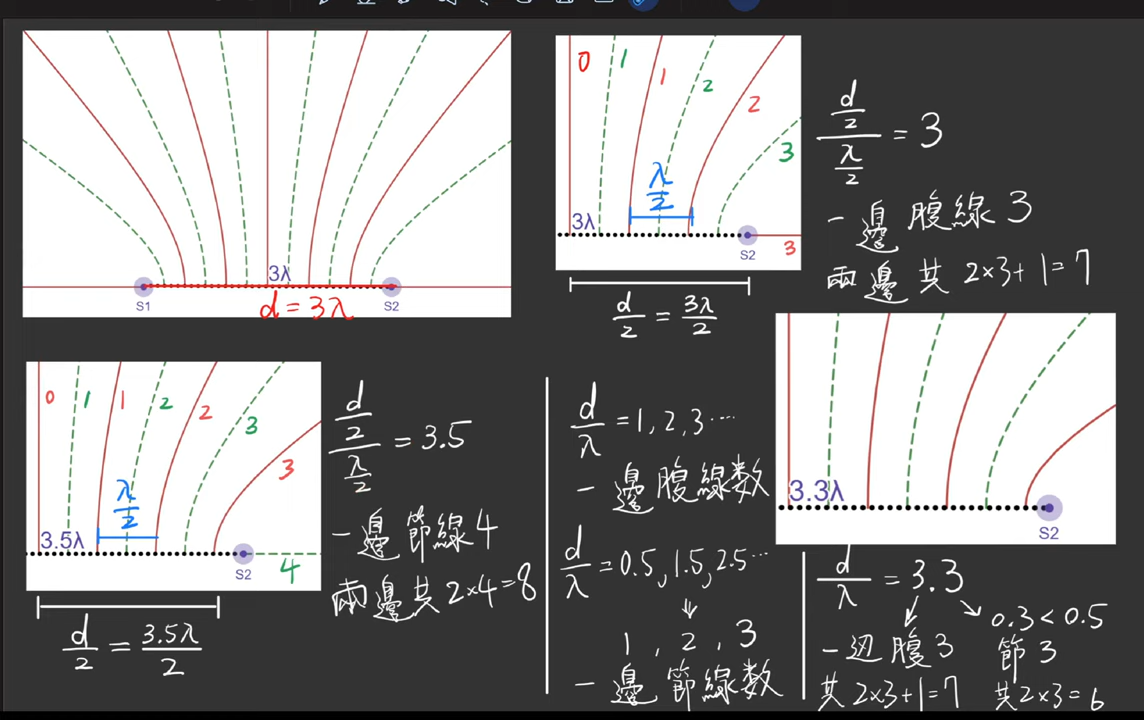 3λ
S1
S2
d = 3λ
0
1
1
2
2
3
λ/2
3λ
S2
3
d/2 = 3λ/2
(d/2)/(λ/2) = 3
一邊腹線3
兩邊共 2×3+1=7
0
1
1
2
2
3
3
λ/2
3.5λ
S2
4
d/2 = 3.5λ/2
(d/2)/(λ/2) = 3.5
一邊節線4
兩邊共2×4=8
d/λ = 1, 2, 3 ...
一邊腹線数
d/λ = 0.5, 1.5, 2.5 ...
1, 2, 3
一邊節線数
3.3λ
S2
d/λ = 3.3
0.3 < 0.5
一边腹3
節3
共2×3+1=7
共2×3=6